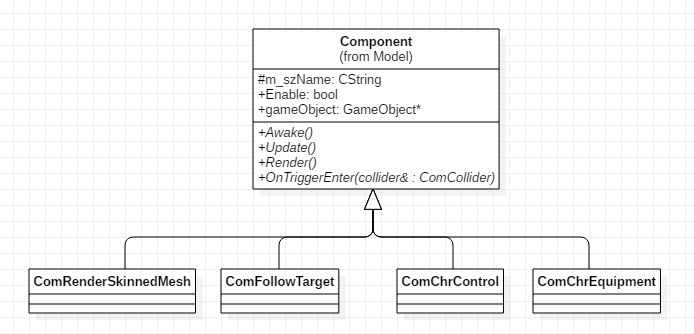 Component
(from Model)
#m_szName: CString
+Enable: bool
+gameObject: GameObject*
+Awake()
+Update()
+Render()
+OnTriggerEnter(collider& : ComCollider)
ComRenderSkinnedMesh
ComFollowTarget
ComChrControl
ComChrEquipment